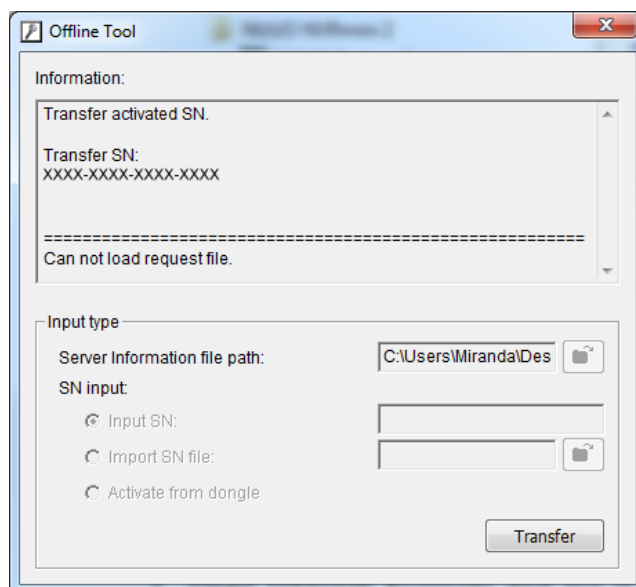 Offline Tool
Information:
Transfer activated SN.
Transfer SN:
XXXX-XXXX-XXXX-XXXX
========================================================
Can not load request file.
Input type
Server Information file path:
C:\Users\Miranda\Des
SN input:
Input SN:
Import SN file:
Activate from dongle
Transfer